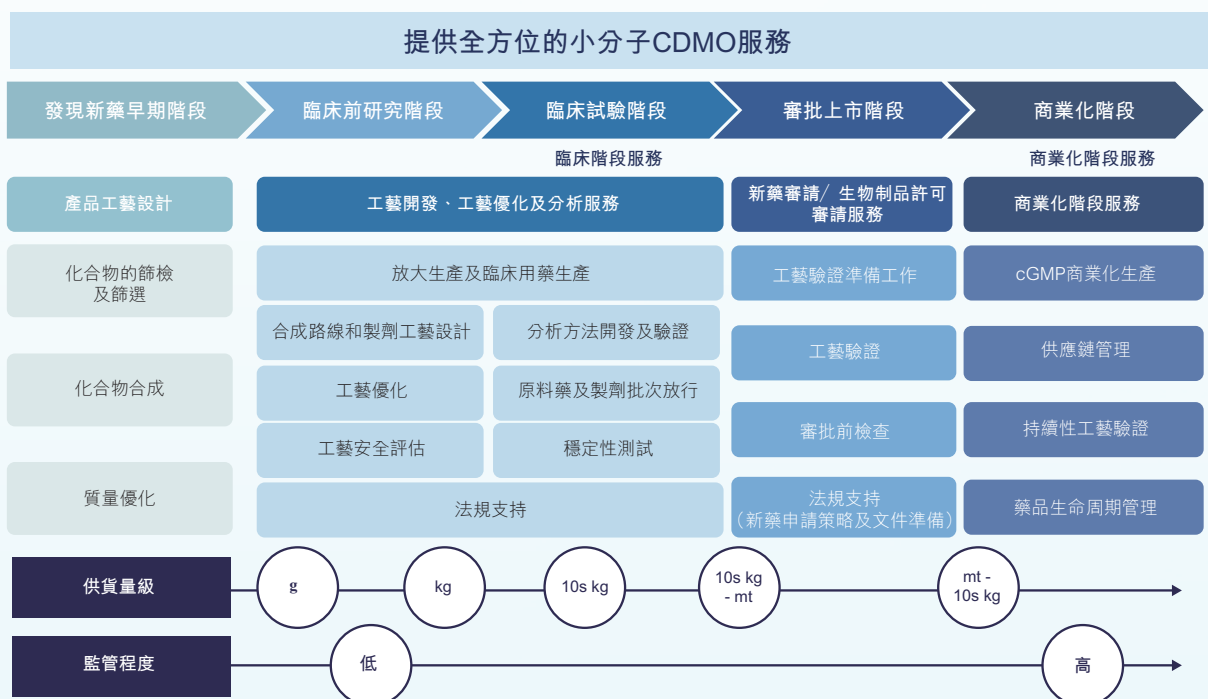 提供全方位的小分子CDMO服務
發現新藥早期階段
臨床前研究階段
臨床試驗階段
審批上市階段
商業化階段
臨床階段服務
商業化階段服務
產品工藝設計
工藝開發、工藝優化及分析服務
新藥審請/ 生物制品許可
審請服務
商業化階段服務
化合物的篩檢
及篩選
放大生產及臨床用藥生產
工藝驗證準備工作
cGMP商業化生產
合成路線和製劑工藝設計
分析方法開發及驗證
工藝驗證
供應鏈管理
化合物合成
工藝優化
原料藥及製劑批次放行
審批前檢查
持續性工藝驗證
工藝安全評估
穩定性測試
質量優化
法規支持
法規支持
（新藥申請策略及文件準備）
藥品生命周期管理
供貨量級
g
kg
10s kg
10s kg
- mt
mt -
10s kg
監管程度
低
高